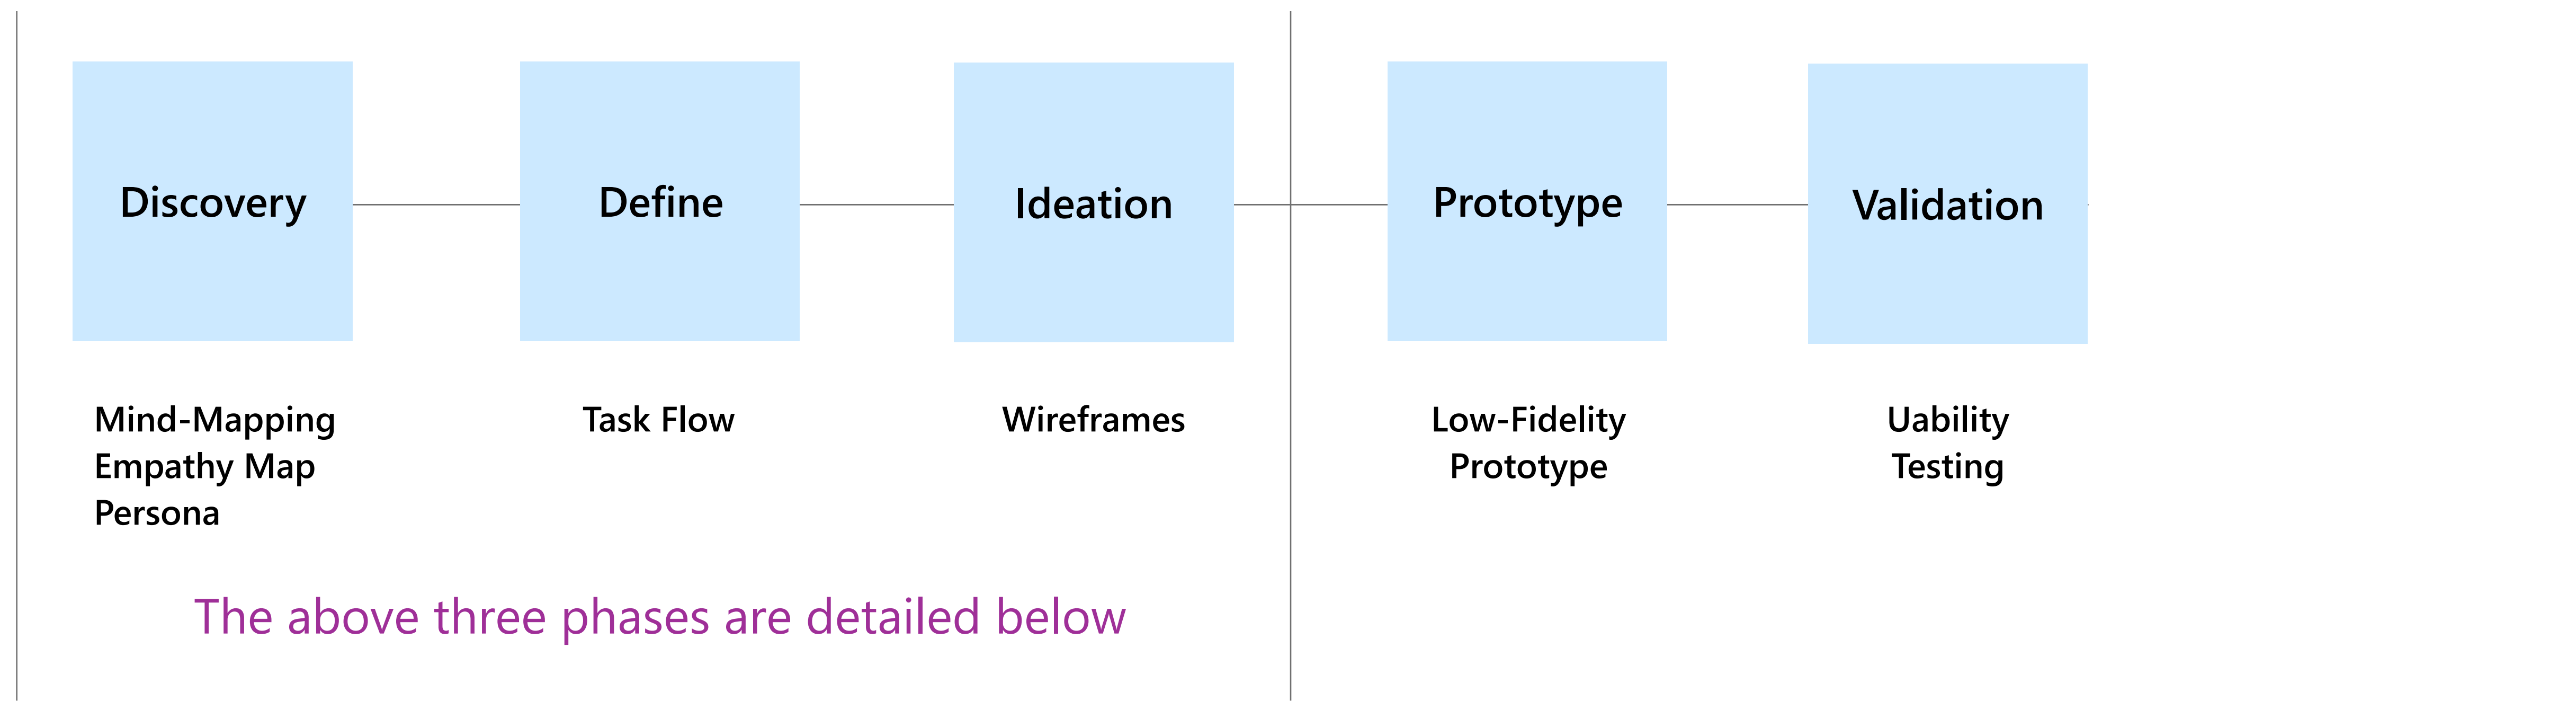 Discovery
Define
Ideation
Prototype
Validation
Mind-Mapping
Empathy Map
Persona
Task Flow
Wireframes
Low-Fidelity
Prototype
Uability
Testing
The above three phases are detailed below